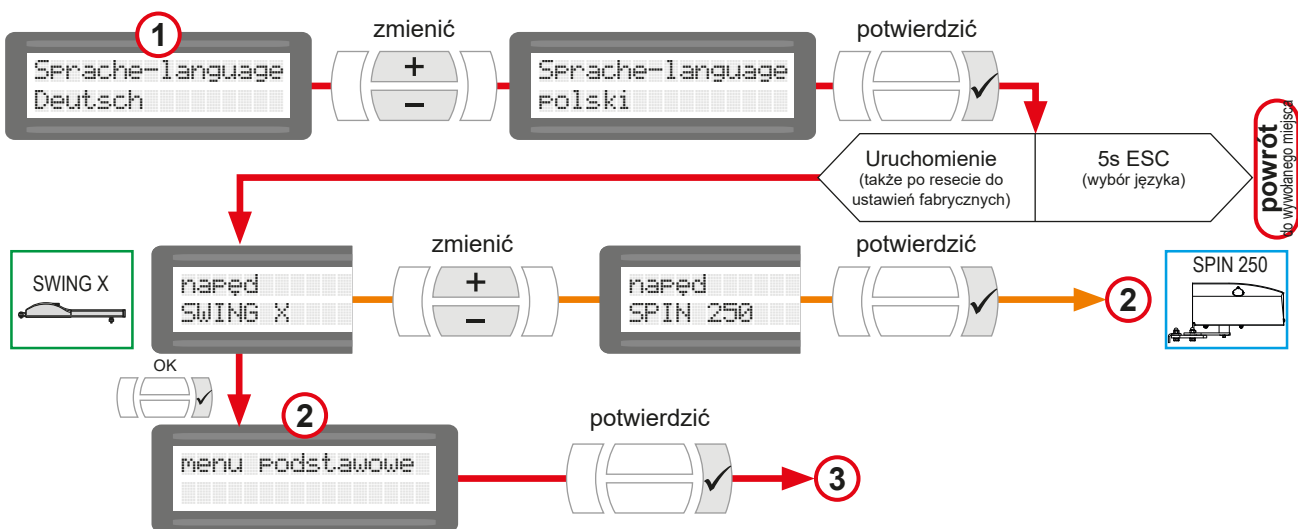 1
zmienić
potwierdzić
Sprache-language
Deutsch
+
−
Sprache-language
polski
✓
Uruchomienie
(także po resecie do
ustawień fabrycznych)
5s ESC
(wybór języka)
powrót
do wywołanego miejsca
SWING X
napęd
SWING X
zmienić
+
−
napęd
SPIN 250
potwierdzić
✓
2
SPIN 250
OK
✓
2
menu podstawowe
potwierdzić
✓
3